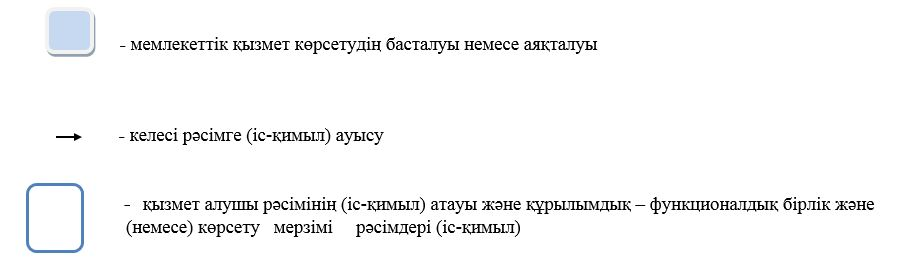 - мемлекеттік қызмет көрсетудің басталуы немесе аяқталуы
- келесі рәсімге (іс-қимыл) ауысу
- қызмет алушы рәсімінің (іс-қимыл) атауы және құрылымдық – функционалдық бірлік және
(немесе) көрсету мерзімі рәсімдері (іс-қимыл)